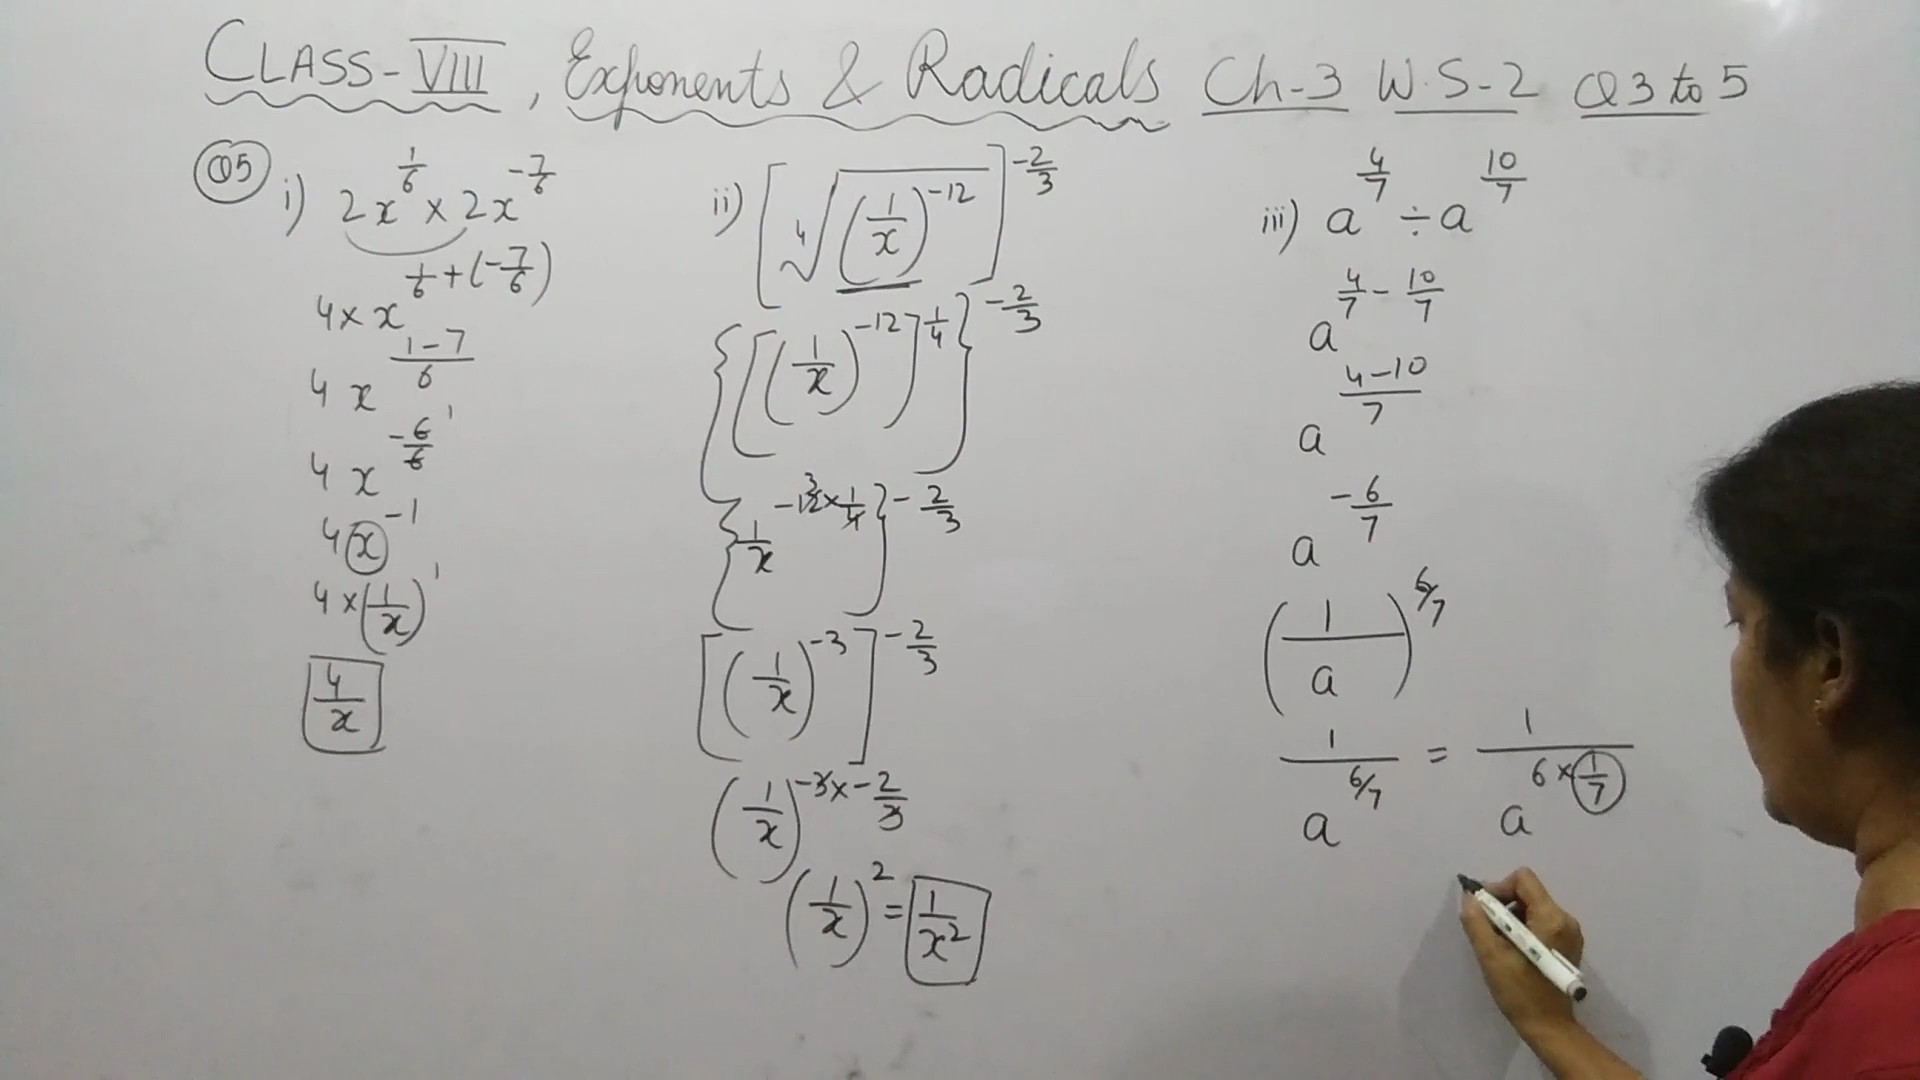 CLASS-VIII, Exponents & Radicals Ch-3 W.S-2 Q3 to 5
Q5
i) 2x^{1/6} × 2x^{-7/6}
4 × x^{1/6+(-7/6)}
4 x^{(1-7)/6}
4 x^{-6/6} 1
4 x^{-1}
4 × (1/x)^1
4/x
ii) [∜((1/x)^{-12})]^{-2/3}
{[(1/x)^{-12}]^{1/4}}^{-2/3}
{1/x^{-12 3 × 1/4}}^{-2/3}
[(1/x)^{-3}]^{-2/3}
(1/x)^{-3 × -2/3}
(1/x)^2 = 1/x^2
iii) a^{4/7} ÷ a^{10/7}
a^{4/7 - 10/7}
a^{(4-10)/7}
a^{-6/7}
(1/a)^{6/7}
1/a^{6/7} = 1/a^{6 × 1/7}